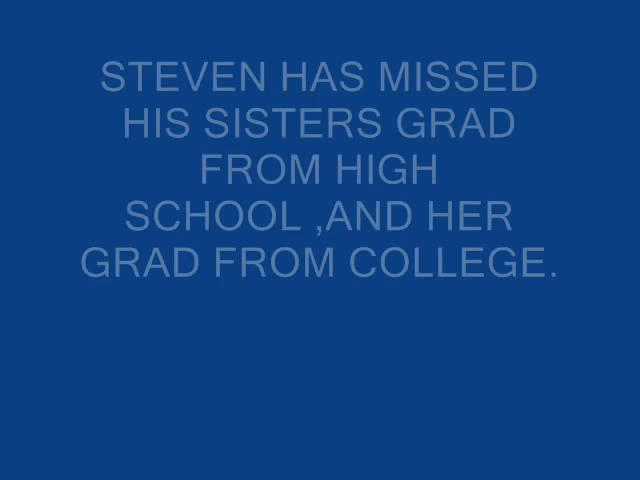 STEVEN HAS MISSED
HIS SISTERS GRAD
FROM HIGH
SCHOOL ,AND HER
GRAD FROM COLLEGE.